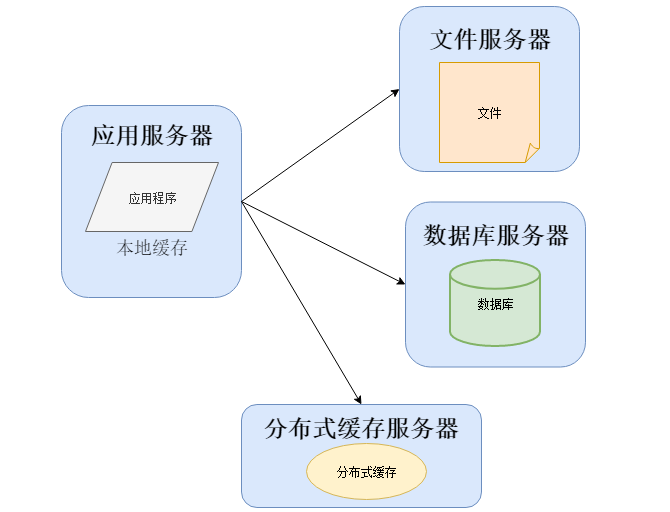 文件服务器
文件
应用服务器
应用程序
本地缓存
数据库服务器
数据库
分布式缓存服务器
分布式缓存